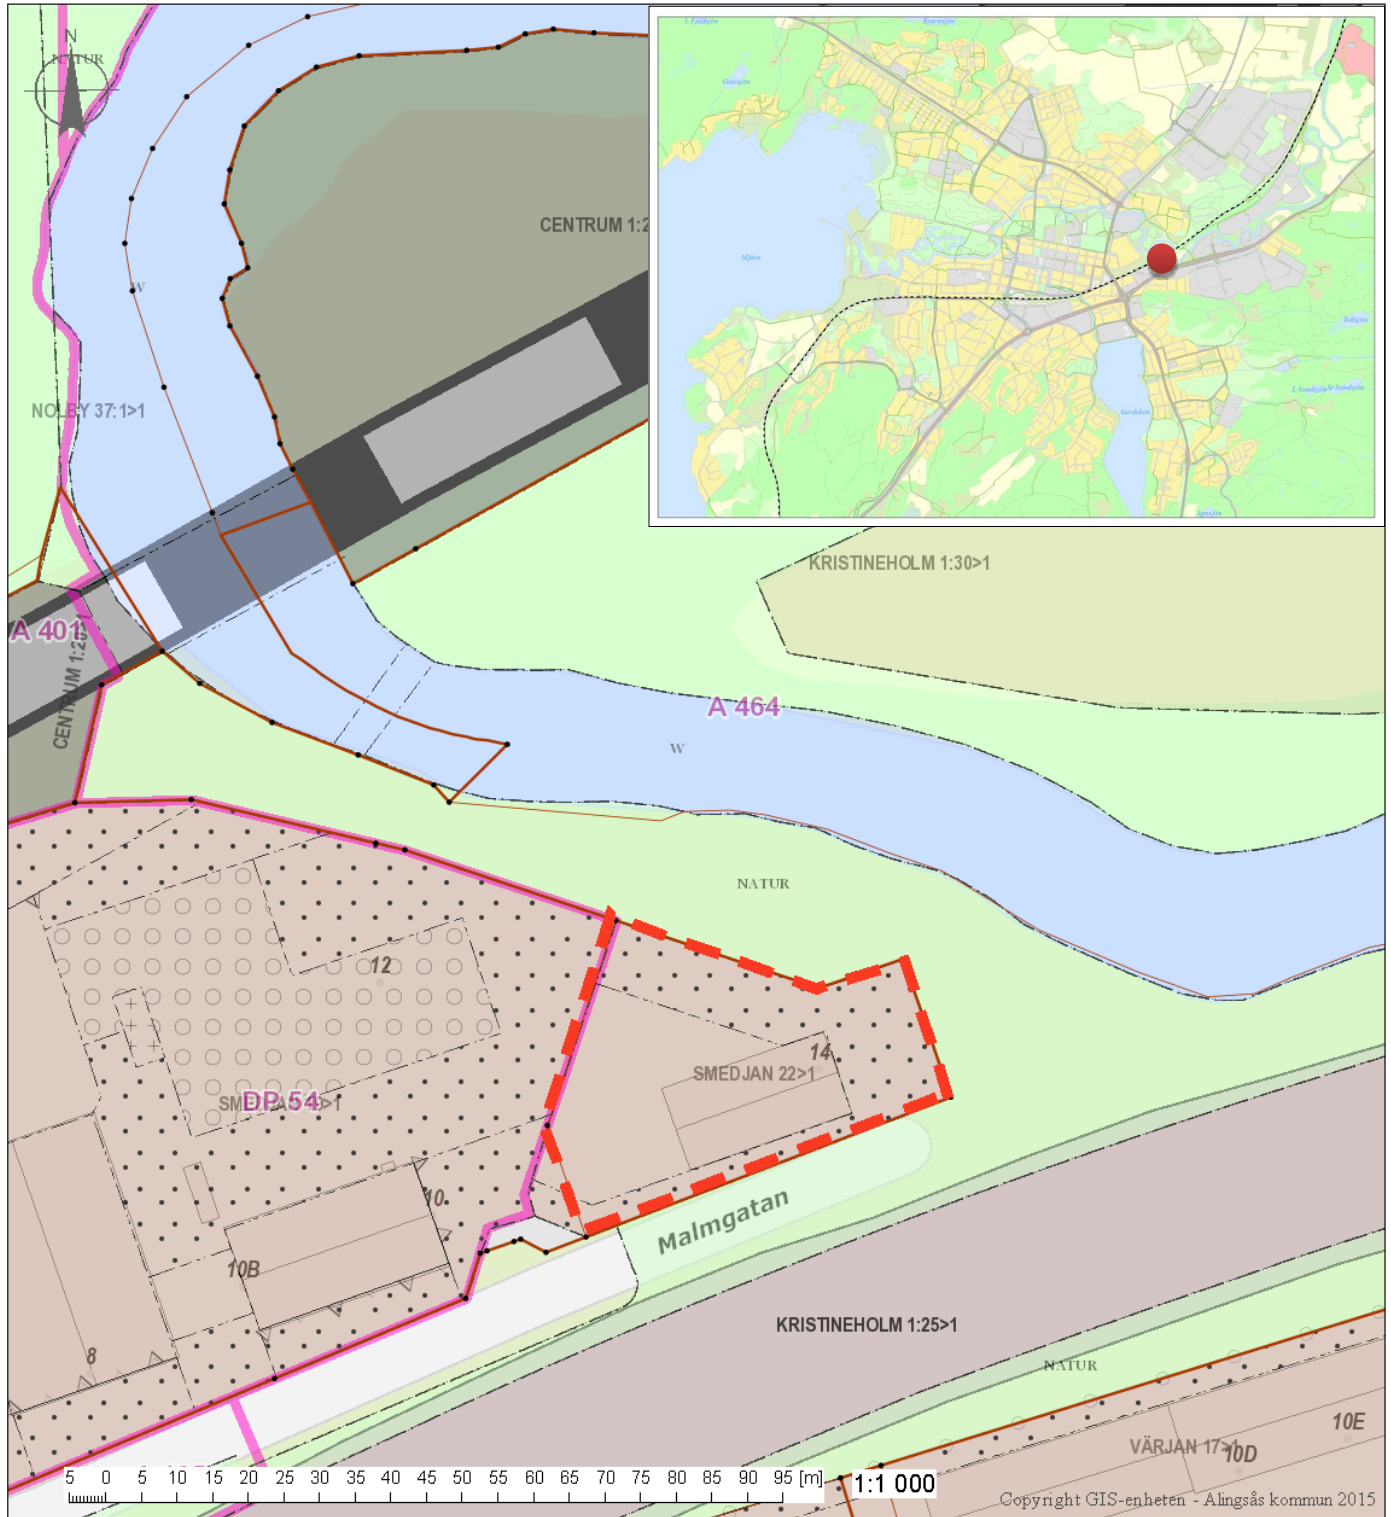 N
NATUR
CENTRUM 1:2
W
NOLBY 37:1>1
KRISTINEHOLM 1:30>1
A 401
A 464
W
NATUR
12
14
SMEDJAN 22>1
DP 54
10
Malmgatan
10B
KRISTINEHOLM 1:25>1
8
NATUR
10E
VÄRJAN 17>1
10D
5 0 5 10 15 20 25 30 35 40 45 50 55 60 65 70 75 80 85 90 95 [m]
1:1 000
Copyright GIS-enheten - Alingsås kommun 2015
Mjörn
Gerdsken